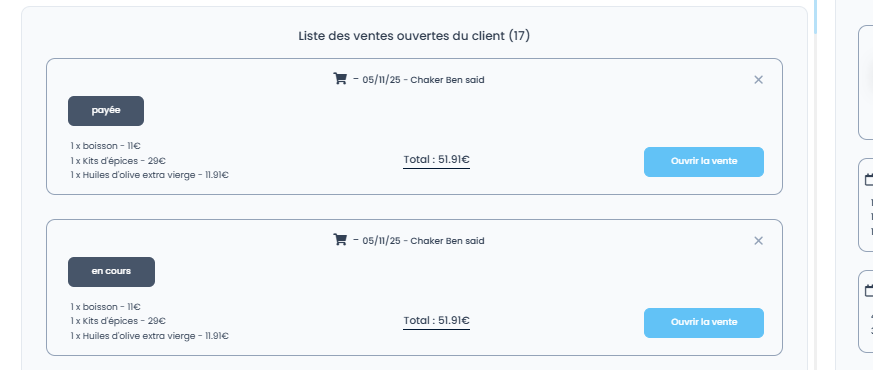 Liste des ventes ouvertes du client (17)
- 05/11/25 - Chaker Ben said
payée
1 x boisson - 11€
1 x Kits d'épices - 29€
1 x Huiles d'olive extra vierge - 11.91€
Total : 51.91€
Ouvrir la vente
- 05/11/25 - Chaker Ben said
en cours
1 x boisson - 11€
1 x Kits d'épices - 29€
1 x Huiles d'olive extra vierge - 11.91€
Total : 51.91€
Ouvrir la vente